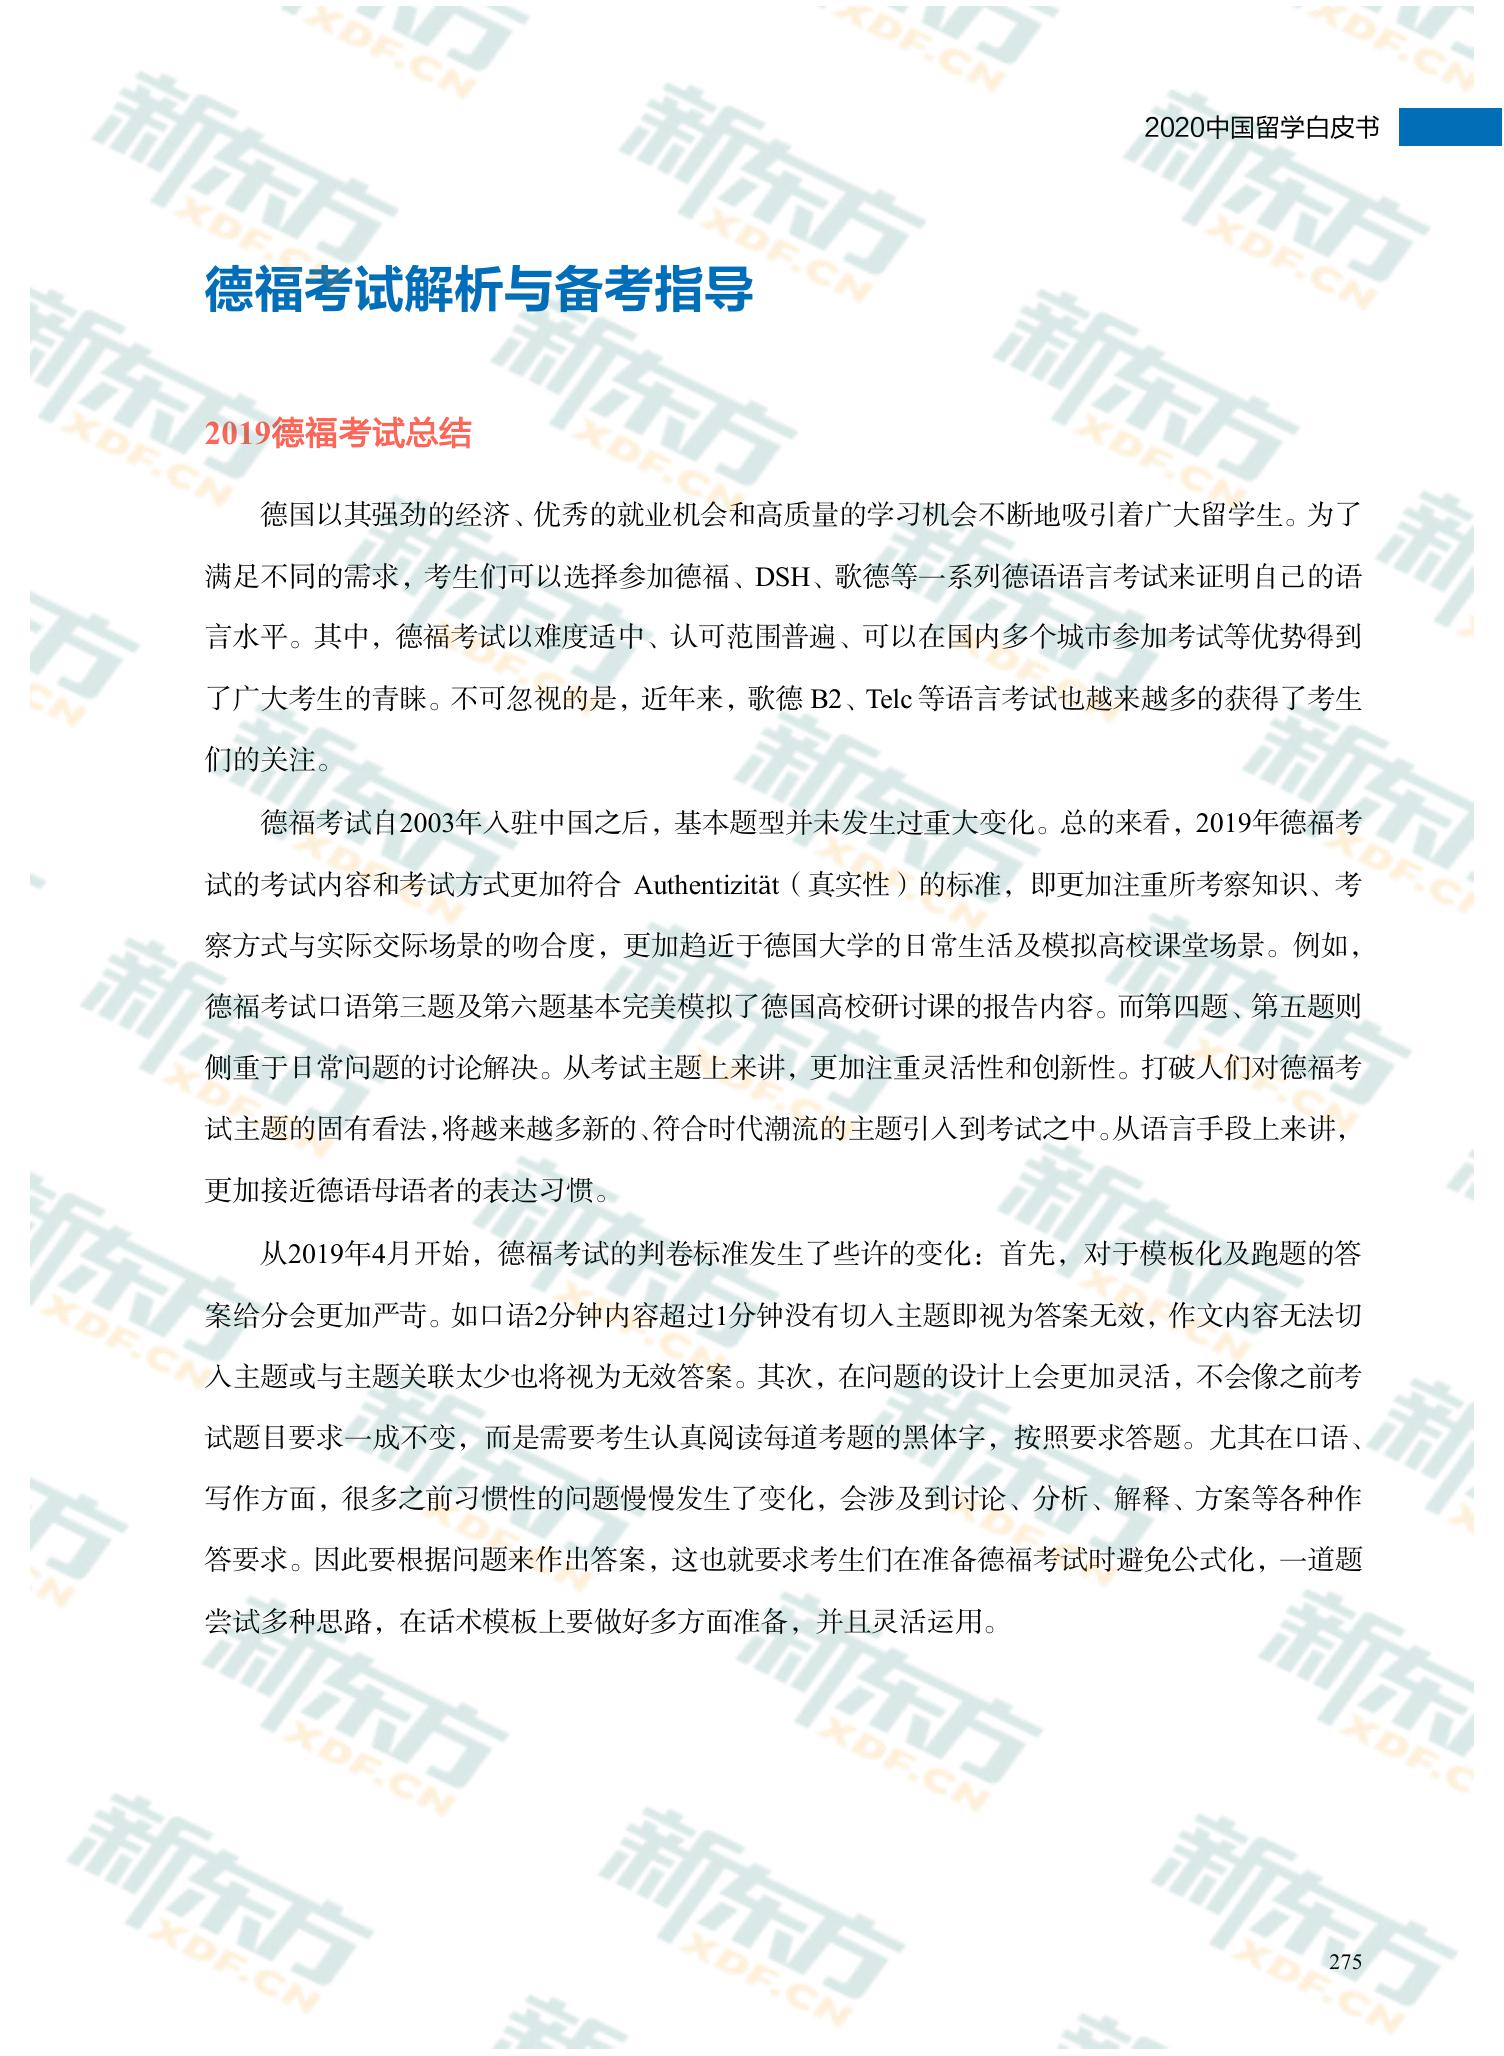 2020中国留学白皮书
德福考试解析与备考指导
2019德福考试总结
德国以其强劲的经济、优秀的就业机会和高质量的学习机会不断地吸引着广大留学生。为了
满足不同的需求，考生们可以选择参加德福、DSH、歌德等一系列德语语言考试来证明自己的语
言水平。其中，德福考试以难度适中、认可范围普遍、可以在国内多个城市参加考试等优势得到
了广大考生的青睐。不可忽视的是，近年来，歌德 B2、Telc 等语言考试也越来越多的获得了考生
们的关注。
德福考试自2003年入驻中国之后，基本题型并未发生过重大变化。总的来看，2019年德福考
试的考试内容和考试方式更加符合 Authentizität（真实性）的标准，即更加注重所考察知识、考
察方式与实际交际场景的吻合度，更加趋近于德国大学的日常生活及模拟高校课堂场景。例如，
德福考试口语第三题及第六题基本完美模拟了德国高校研讨课的报告内容。而第四题、第五题则
侧重于日常问题的讨论解决。从考试主题上来讲，更加注重灵活性和创新性。打破人们对德福考
试主题的固有看法，将越来越多新的、符合时代潮流的主题引入到考试之中。从语言手段上来讲，
更加接近德语母语者的表达习惯。
从2019年4月开始，德福考试的判卷标准发生了些许的变化：首先，对于模板化及跑题的答
案给分会更加严苛。如口语2分钟内容超过1分钟没有切入主题即视为答案无效，作文内容无法切
入主题或与主题关联太少也将视为无效答案。其次，在问题的设计上会更加灵活，不会像之前考
试题目要求一成不变，而是需要考生认真阅读每道考题的黑体字，按照要求答题。尤其在口语、
写作方面，很多之前习惯性的问题慢慢发生了变化，会涉及到讨论、分析、解释、方案等各种作
答要求。因此要根据问题来作出答案，这也就要求考生们在准备德福考试时避免公式化，一道题
尝试多种思路，在话术模板上要做好多方面准备，并且灵活运用。
275
新东方
XDF.CN